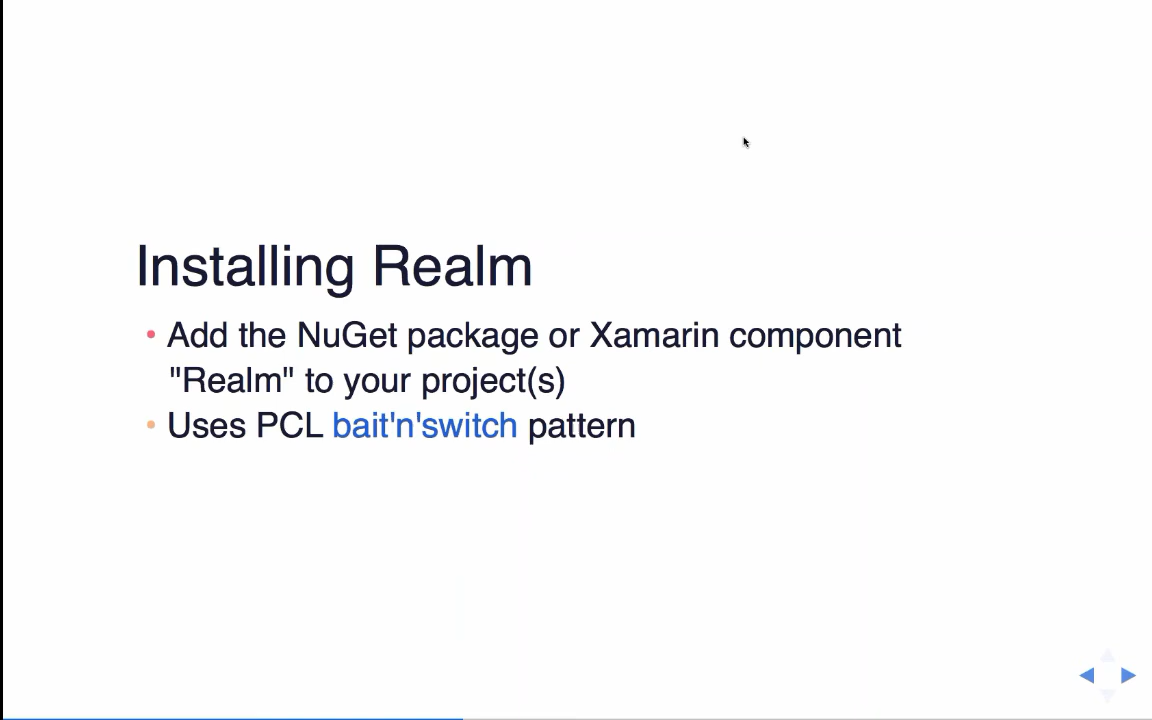 Installing Realm
• Add the NuGet package or Xamarin component
"Realm" to your project(s)
• Uses PCL bait'n'switch pattern